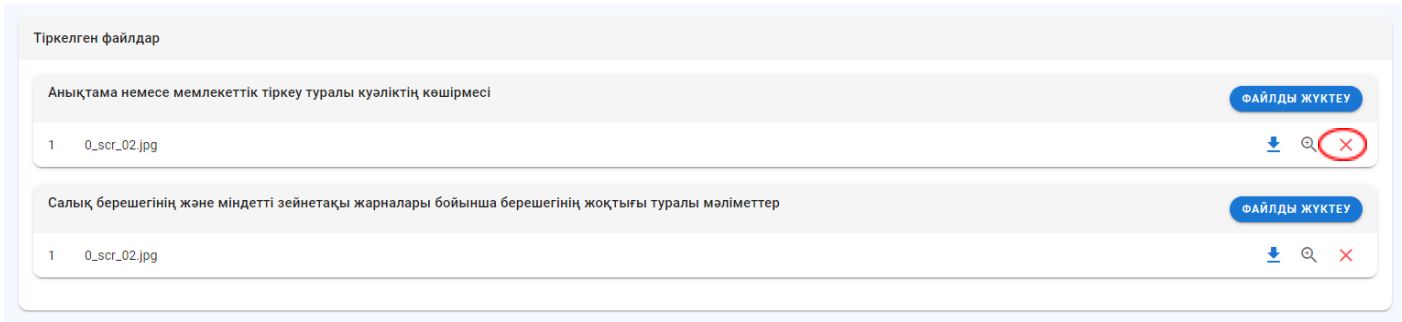 Тіркелген файлдар
Анықтама немесе мемлекеттік тіркеу туралы куәліктің көшірмесі
ФАЙЛДЫ ЖҮКТЕУ
1 0_scr_02.jpg
Салық берешегінің және міндетті зейнетақы жарналары бойынша берешегінің жоқтығы туралы мәліметтер
ФАЙЛДЫ ЖҮКТЕУ
1 0_scr_02.jpg